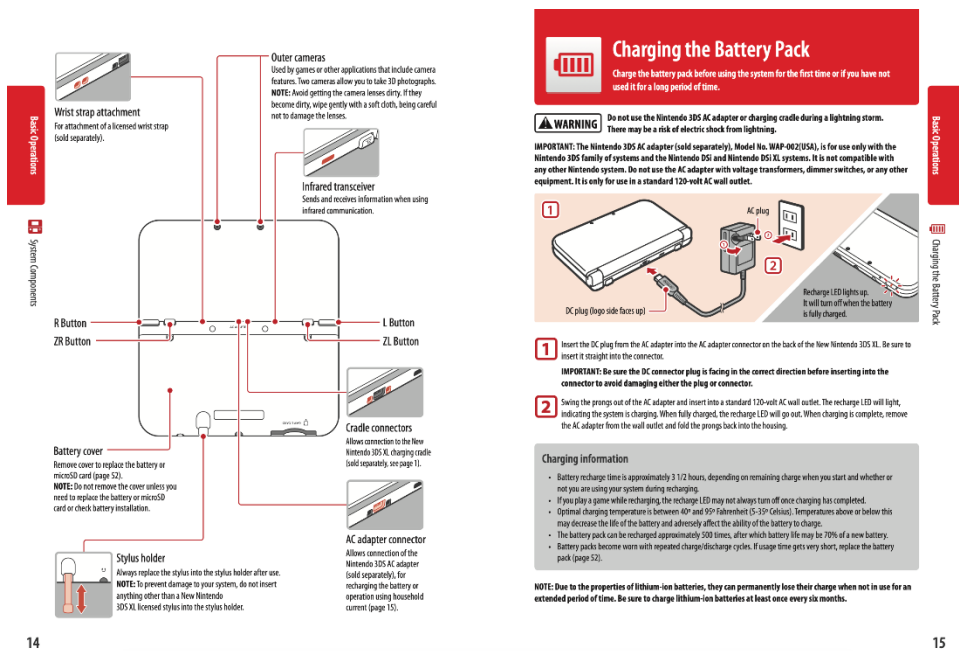 Outer cameras
Used by games or other applications that include camera
features. Two cameras allow you to take 3D photographs.
NOTE: Avoid getting the camera lenses dirty. If they
become dirty, wipe gently with a soft cloth, being careful
not to damage the lenses.
Wrist strap attachment
For attachment of a licensed wrist strap
(sold separately).
Infrared transceiver
Sends and receives information when using
infrared communication.
Basic Operations
System Components
R Button
ZR Button
L Button
ZL Button
Cradle connectors
Allows connection to the New
Nintendo 3DS XL charging cradle
(sold separately, see page 1).
Battery cover
Remove cover to replace the battery or
microSD card (page 52).
NOTE: Do not remove the cover unless you
need to replace the battery or microSD
card or check battery installation.
AC adapter connector
Allows connection of the
Nintendo 3DS AC adapter
(sold separately), for
recharging the battery or
operation using household
current (page 15).
Stylus holder
Always replace the stylus into the stylus holder after use.
NOTE: To prevent damage to your system, do not insert
anything other than a New Nintendo
3DS XL licensed stylus into the stylus holder.
14
Charging the Battery Pack
Charge the battery pack before using the system for the first time or if you have not
used it for a long period of time.
WARNING
Do not use the Nintendo 3DS AC adapter or charging cradle during a lightning storm.
There may be a risk of electric shock from lightning.
IMPORTANT: The Nintendo 3DS AC adapter (sold separately), Model No. WAP-002(USA), is for use only with the
Nintendo 3DS family of systems and the Nintendo DSi and Nintendo DSi XL systems. It is not compatible with
any other Nintendo system. Do not use the AC adapter with voltage transformers, dimmer switches, or any other
equipment. It is only for use in a standard 120-volt AC wall outlet.
1
AC plug
1
2
2
DC plug (logo side faces up)
Recharge LED lights up.
It will turn off when the battery
is fully charged.
1
Insert the DC plug from the AC adapter into the AC adapter connector on the back of the New Nintendo 3DS XL. Be sure to
insert it straight into the connector.
IMPORTANT: Be sure the DC connector plug is facing in the correct direction before inserting into the
connector to avoid damaging either the plug or connector.
2
Swing the prongs out of the AC adapter and insert into a standard 120-volt AC wall outlet. The recharge LED will light,
indicating the system is charging. When fully charged, the recharge LED will go out. When charging is complete, remove
the AC adapter from the wall outlet and fold the prongs back into the housing.
Charging information
• Battery recharge time is approximately 3 1/2 hours, depending on remaining charge when you start and whether or
not you are using your system during recharging.
• If you play a game while recharging, the recharge LED may not always turn off once charging has completed.
• Optimal charging temperature is between 40º and 95º Fahrenheit (5-35º Celsius). Temperatures above or below this
may decrease the life of the battery and adversely affect the ability of the battery to charge.
• The battery pack can be recharged approximately 500 times, after which battery life may be 70% of a new battery.
• Battery packs become worn with repeated charge/discharge cycles. If usage time gets very short, replace the battery
pack (page 52).
NOTE: Due to the properties of lithium-ion batteries, they can permanently lose their charge when not in use for an
extended period of time. Be sure to charge lithium-ion batteries at least once every six months.
Basic Operations
Charging the Battery Pack
15